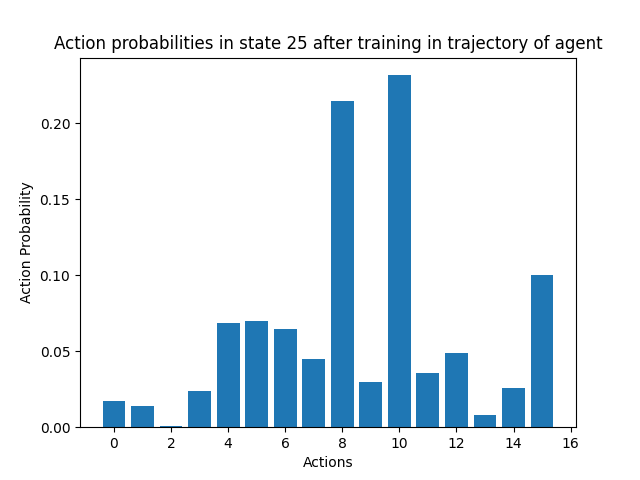 Action probabilities in state 25 after training in trajectory of agent
0.20
0.15
0.10
0.05
0.00
Action Probability
0 2 4 6 8 10 12 14 16
Actions